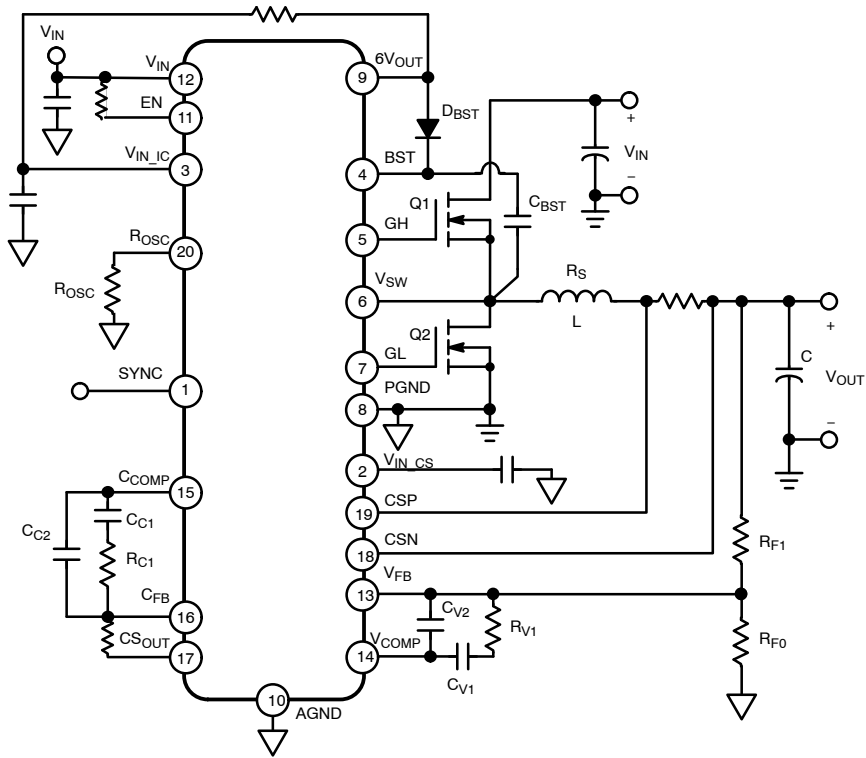 V_IN
V_IN
12
EN
11
V_IN_IC
3
R_OSC
20
R_OSC
SYNC
1
C_COMP
15
C_C2
C_C1
R_C1
C_FB
16
CS_OUT
17
10
AGND
6V_OUT
9
D_BST
BST
4
Q1
C_BST
GH
5
V_SW
6
Q2
GL
7
PGND
8
V_IN_CS
2
CSP
19
CSN
18
V_FB
13
C_V2
R_V1
V_COMP
14
C_V1
+
V_IN
–
R_S
L
+
C
V_OUT
–
R_F1
R_F0